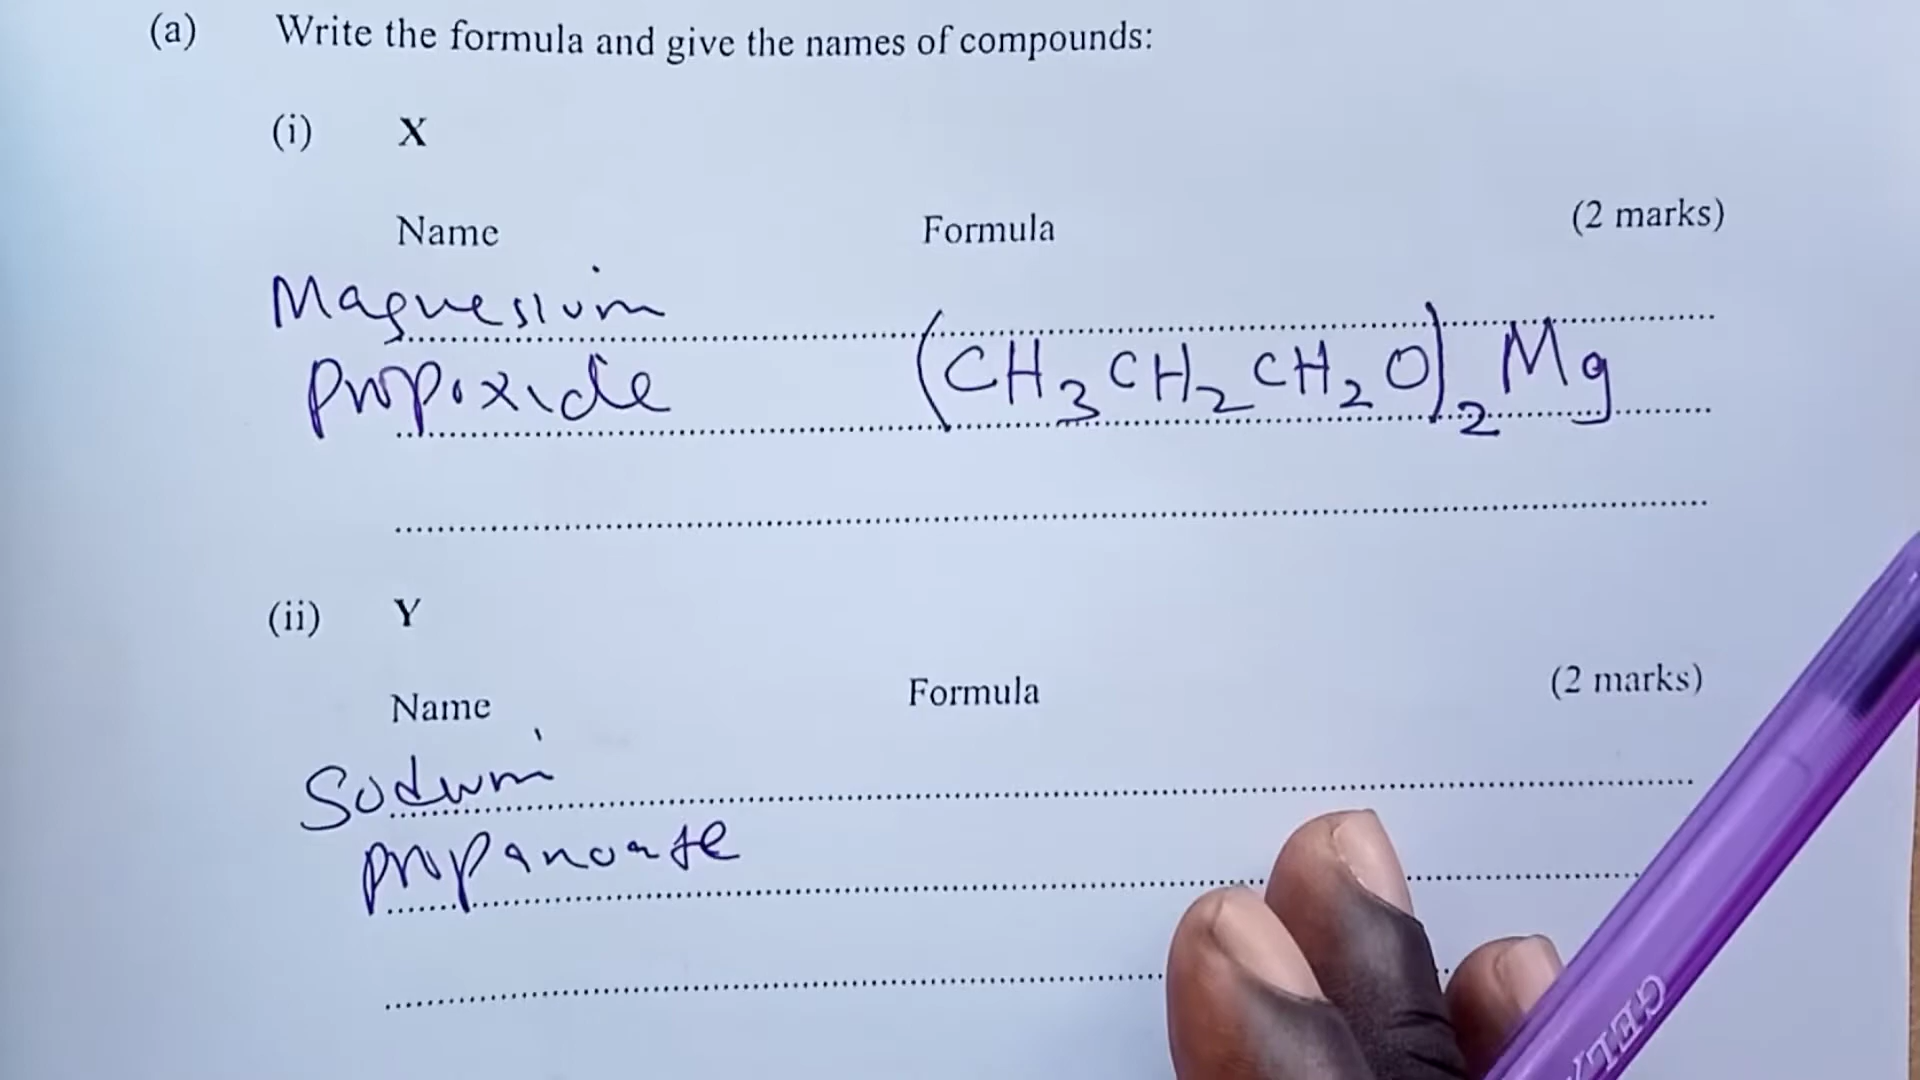 (a) Write the formula and give the names of compounds:
(i) X
Name Formula (2 marks)
Magnesium
Propoxide (CH3CH2CH2O)2Mg
(ii) Y
Name Formula (2 marks)
Sodium
propanoate